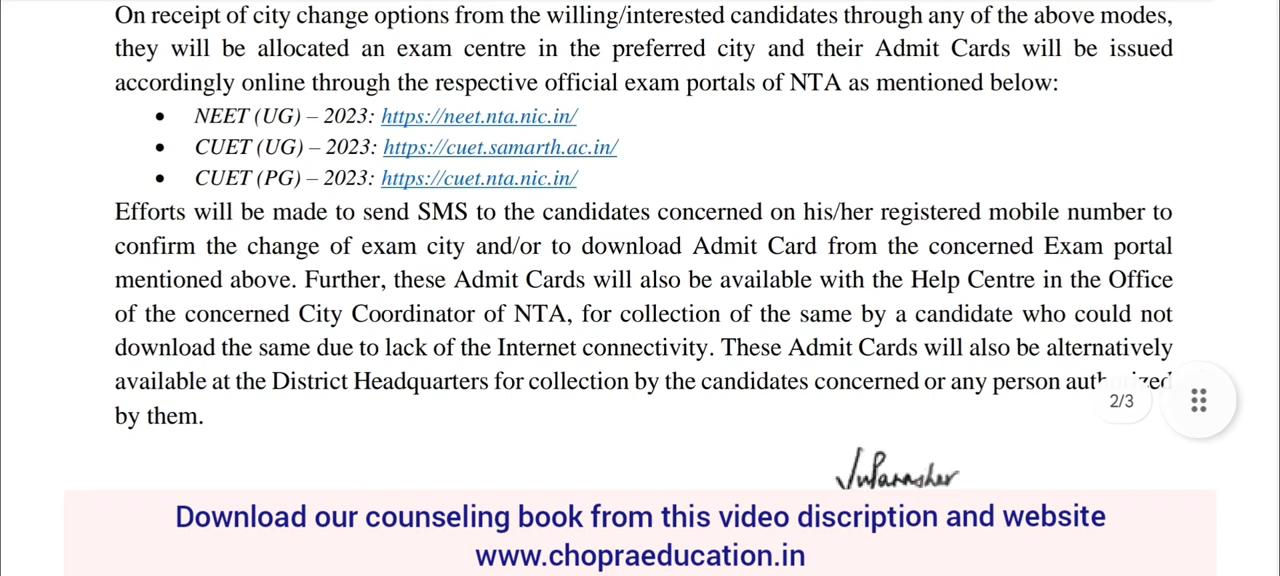 On receipt of city change options from the willing/interested candidates through any of the above modes,
they will be allocated an exam centre in the preferred city and their Admit Cards will be issued
accordingly online through the respective official exam portals of NTA as mentioned below:
• NEET (UG) – 2023: https://neet.nta.nic.in/
• CUET (UG) – 2023: https://cuet.samarth.ac.in/
• CUET (PG) – 2023: https://cuet.nta.nic.in/
Efforts will be made to send SMS to the candidates concerned on his/her registered mobile number to
confirm the change of exam city and/or to download Admit Card from the concerned Exam portal
mentioned above. Further, these Admit Cards will also be available with the Help Centre in the Office
of the concerned City Coordinator of NTA, for collection of the same by a candidate who could not
download the same due to lack of the Internet connectivity. These Admit Cards will also be alternatively
available at the District Headquarters for collection by the candidates concerned or any person authorized
by them.
2/3
Download our counseling book from this video discription and website
www.chopraeducation.in